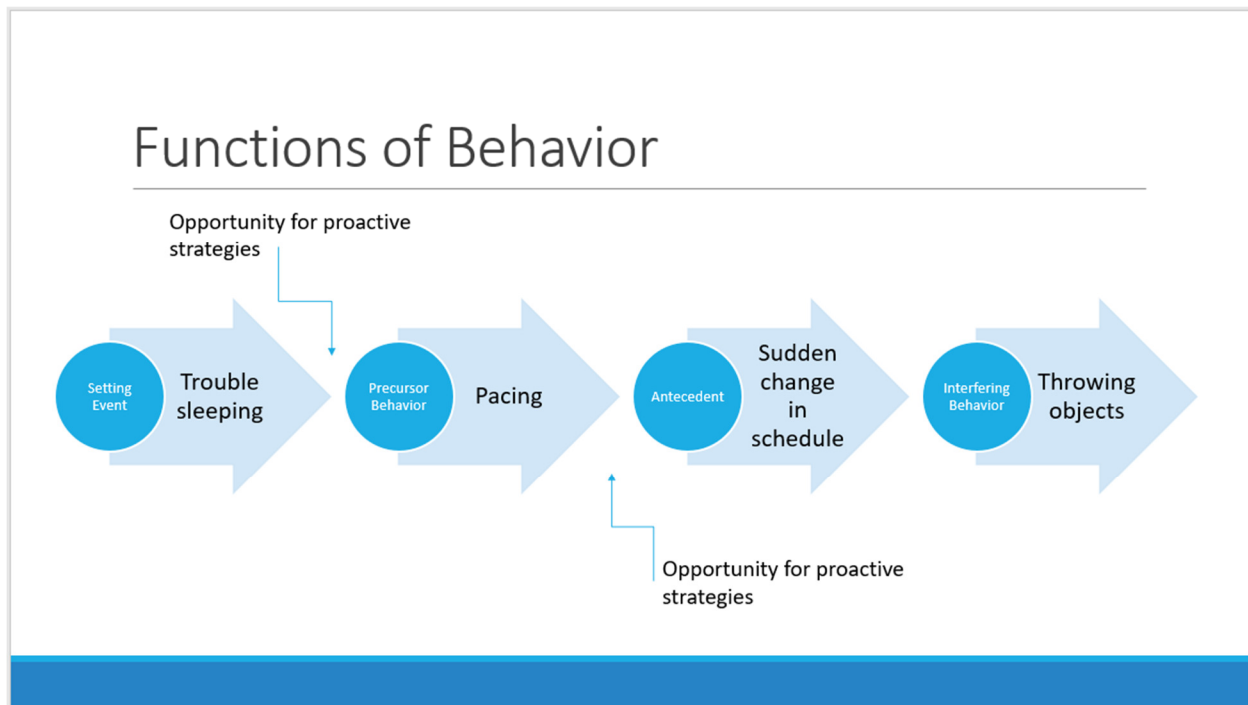 Functions of Behavior
Opportunity for proactive
strategies
Setting
Event
Trouble
sleeping
Precursor
Behavior
Pacing
Antecedent
Sudden
change
in
schedule
Interfering
Behavior
Throwing
objects
Opportunity for proactive
strategies